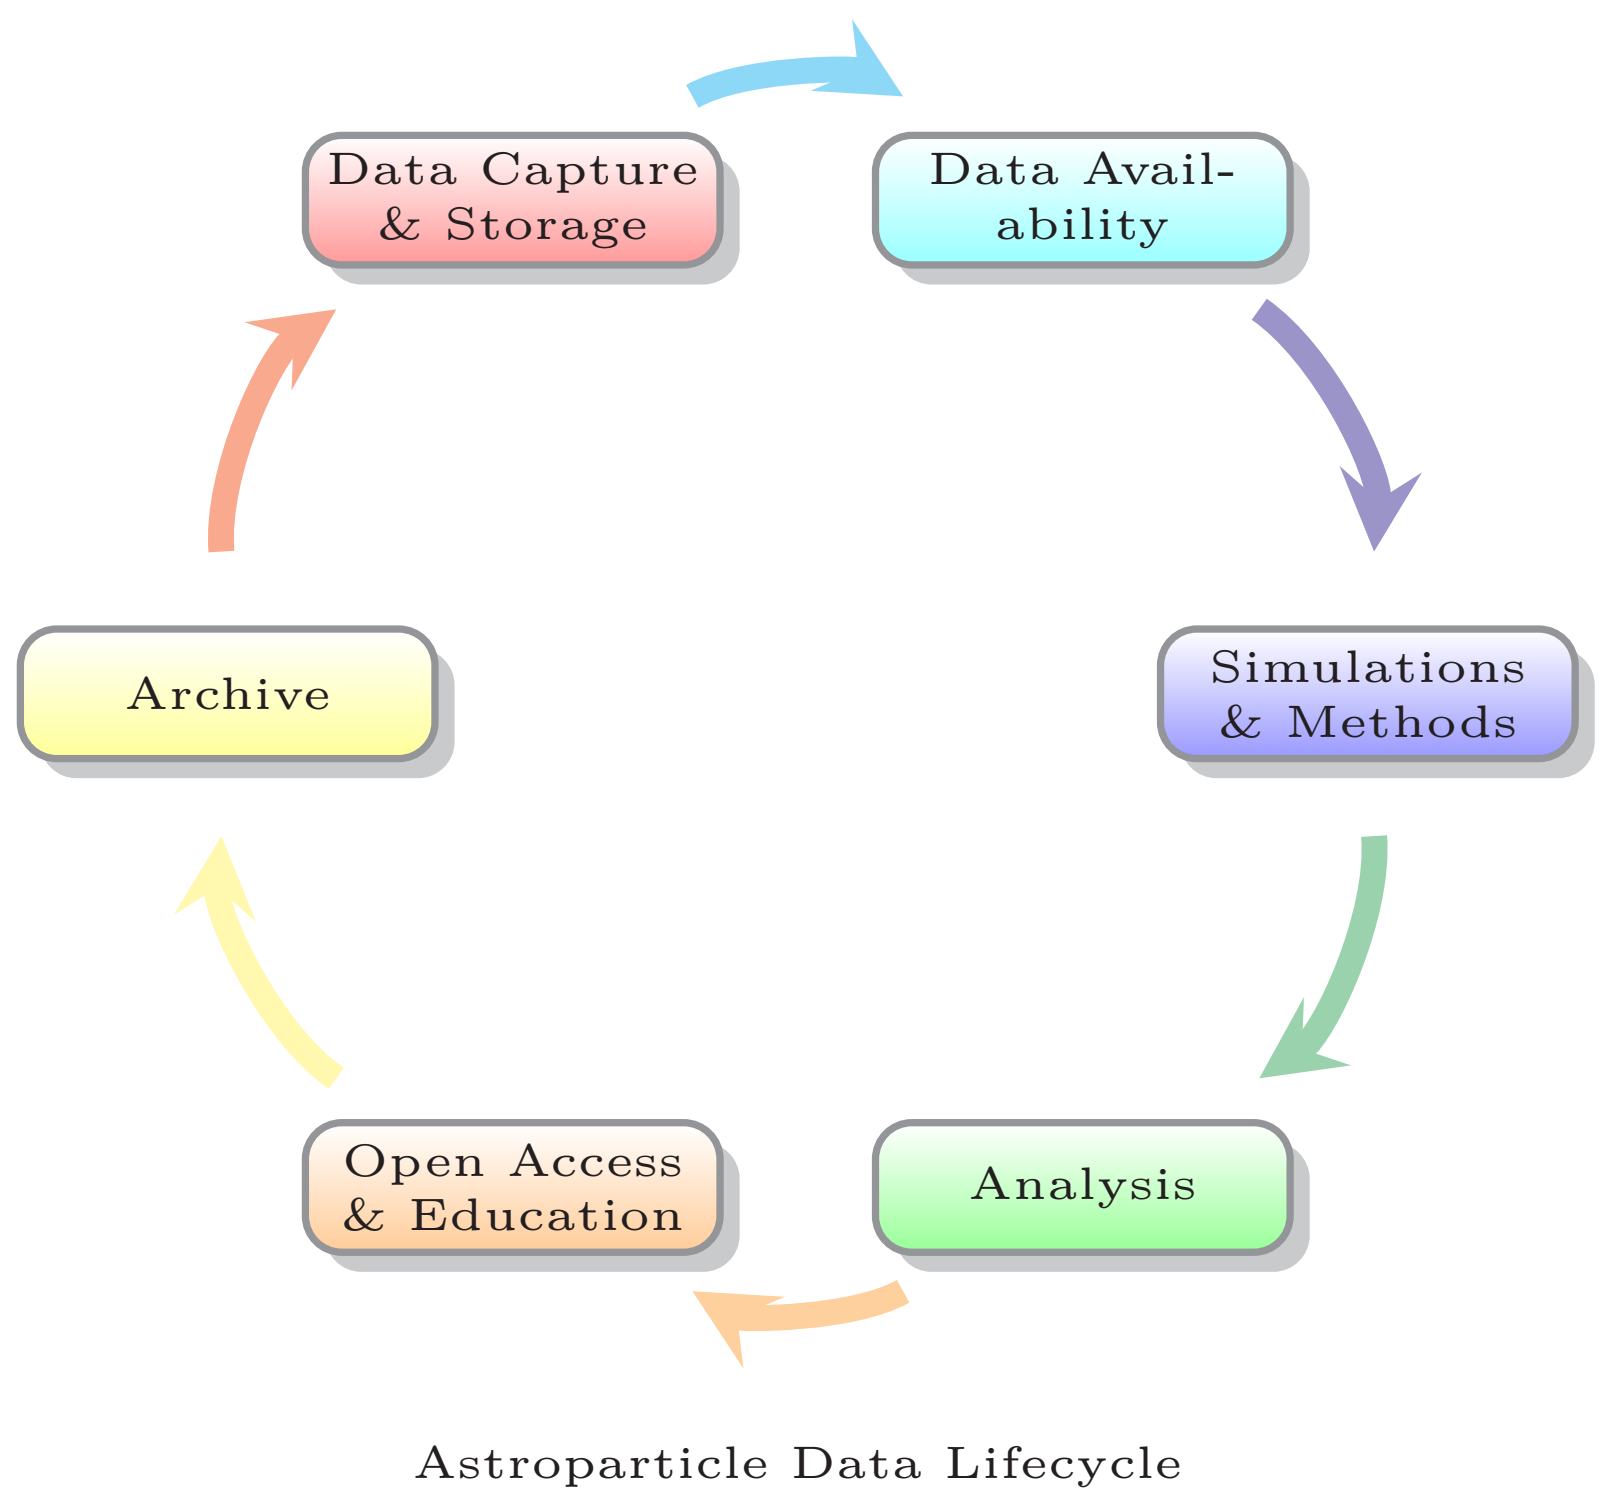 Data Capture
& Storage
Data Avail-
ability
Simulations
& Methods
Archive
Open Access
& Education
Analysis
Astroparticle Data Lifecycle